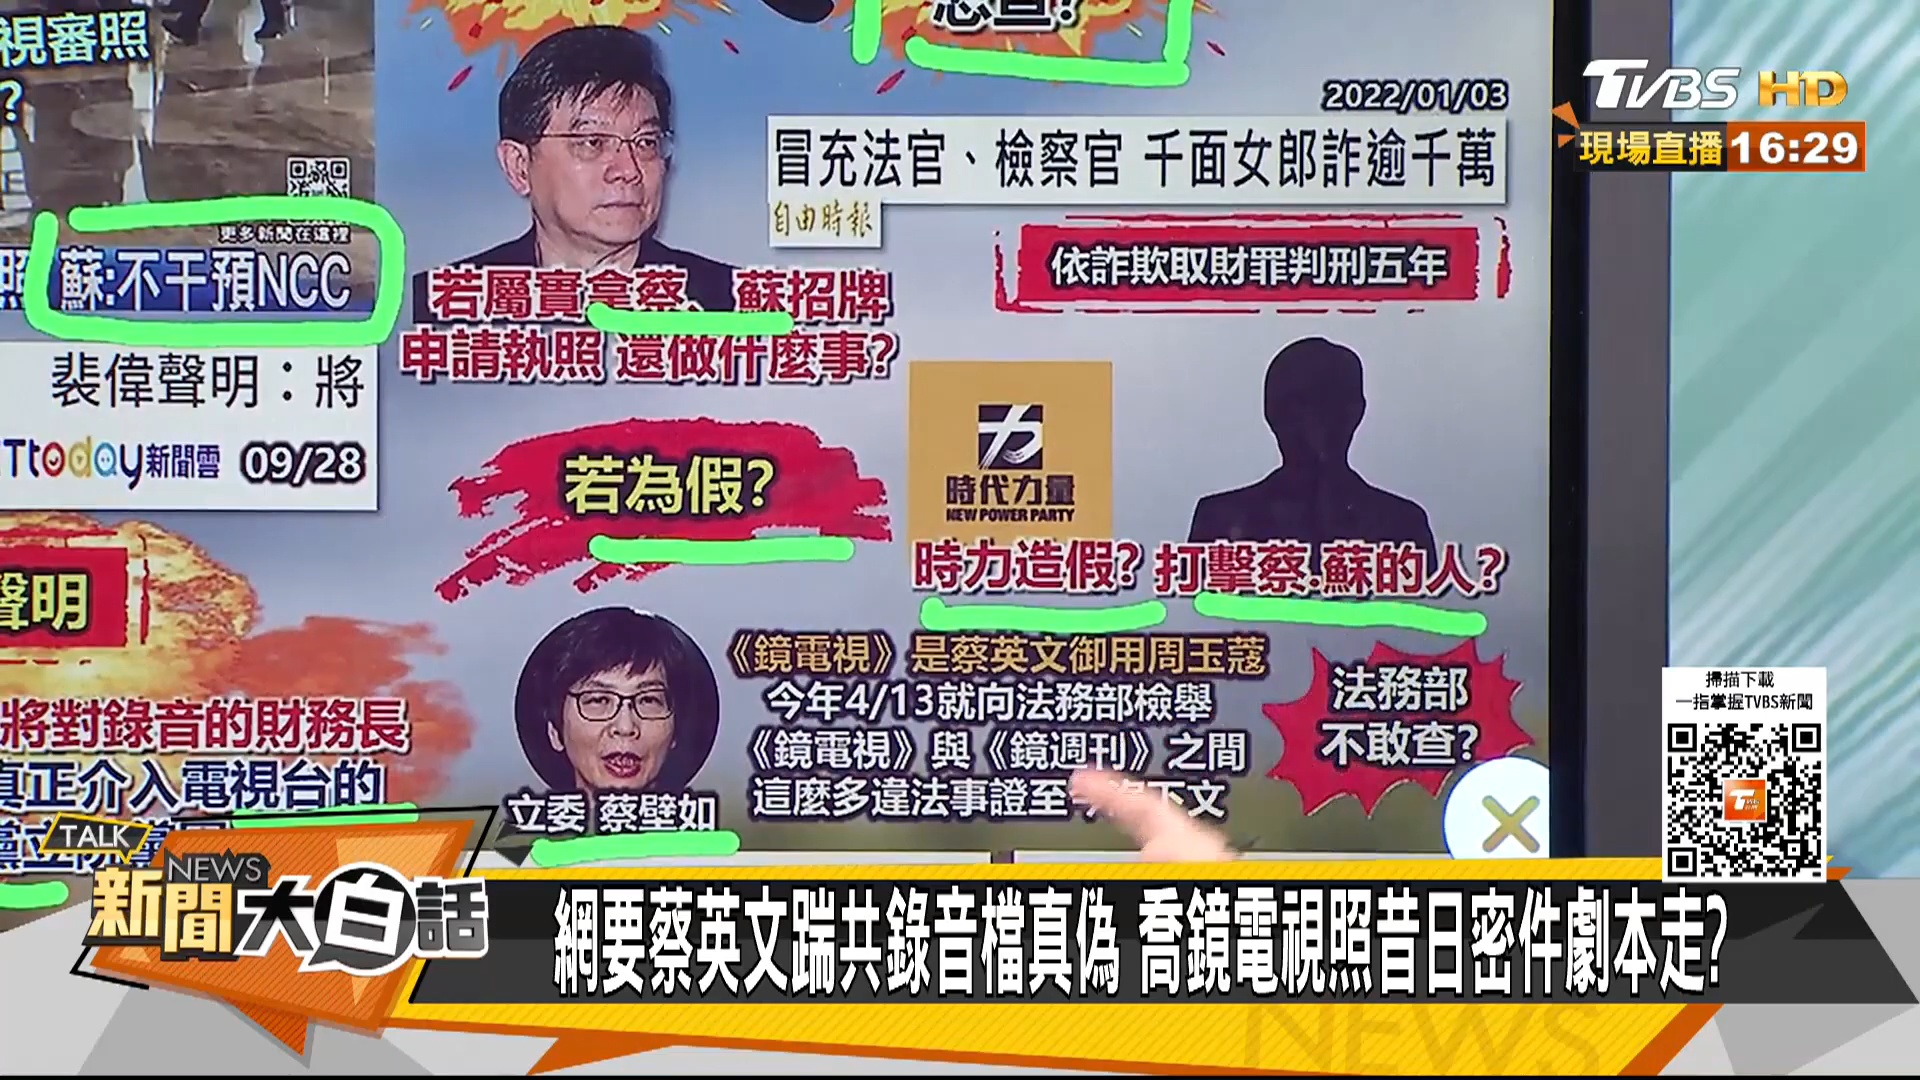 視審照
?
更多新聞在這裡
照 蘇:不干預NCC
裴偉聲明：將
ETtoday新聞雲 09/28
聲明
將對錄音的財務長
真正介入電視台的
若屬實拿蔡、蘇招牌
申請執照 還做什麼事?
若為假?
立委 蔡壁如
2022/01/03
冒充法官、檢察官 千面女郎詐逾千萬
自由時報
依詐欺取財罪判刑五年
時代力量
NEW POWER PARTY
時力造假? 打擊蔡.蘇的人?
《鏡電視》是蔡英文御用周玉蔻
今年4/13就向法務部檢舉
《鏡電視》與《鏡週刊》之間
這麼多違法事證至
下文
法務部
不敢查?
TVBS HD
現場直播 16:29
掃描下載
一指掌握TVBS新聞
TALK
NEWS
新聞大白話
網要蔡英文踹共錄音檔真偽 喬鏡電視照昔日密件劇本走?
NEWS